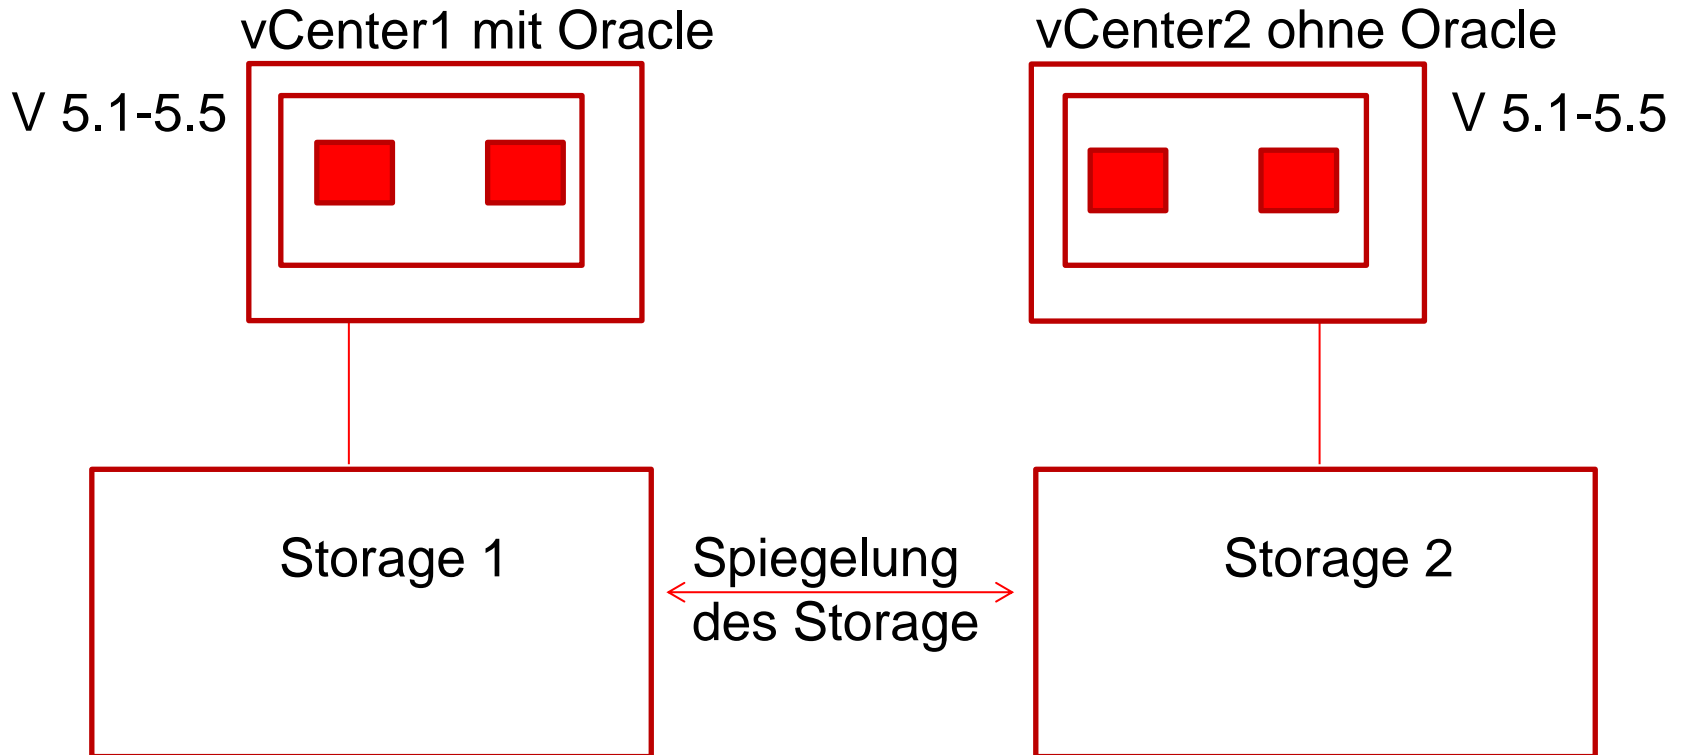 vCenter1 mit Oracle
vCenter2 ohne Oracle
V 5.1-5.5
V 5.1-5.5
Storage 1
Spiegelung
des Storage
Storage 2